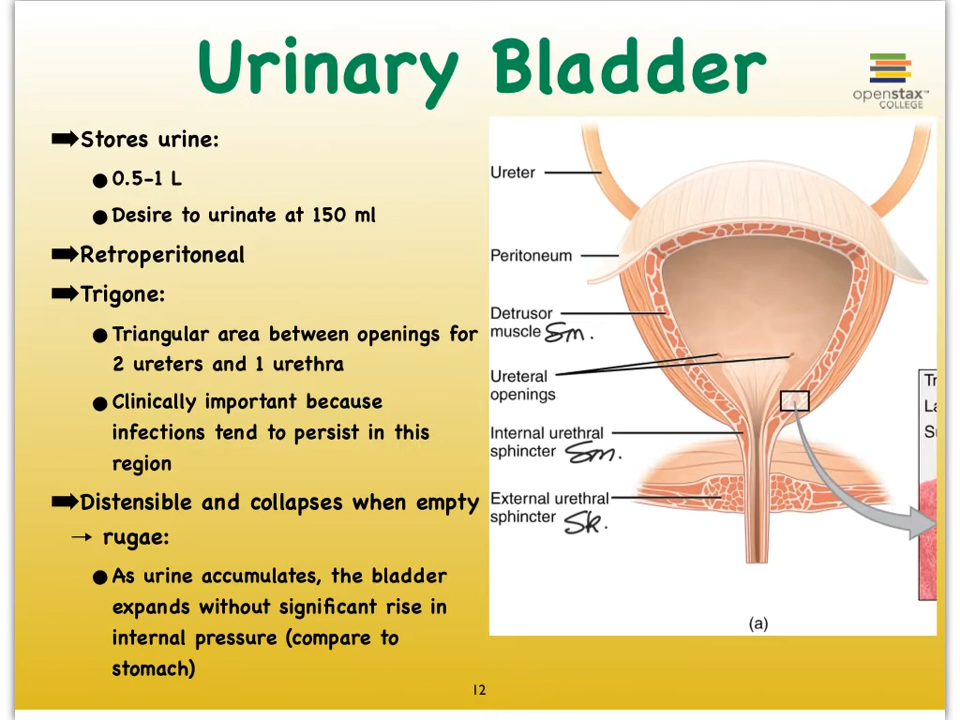 Urinary Bladder
openstax™
COLLEGE
➡Stores urine:
●0.5-1 L
●Desire to urinate at 150 ml
➡Retroperitoneal
➡Trigone:
●Triangular area between openings for
2 ureters and 1 urethra
●Clinically important because
infections tend to persist in this
region
➡Distensible and collapses when empty
→ rugae:
●As urine accumulates, the bladder
expands without significant rise in
internal pressure (compare to
stomach)
Ureter
Peritoneum
Detrusor
muscle Sm.
Ureteral
openings
Internal urethral
sphincter Sm.
External urethral
sphincter Sk.
(a)
12